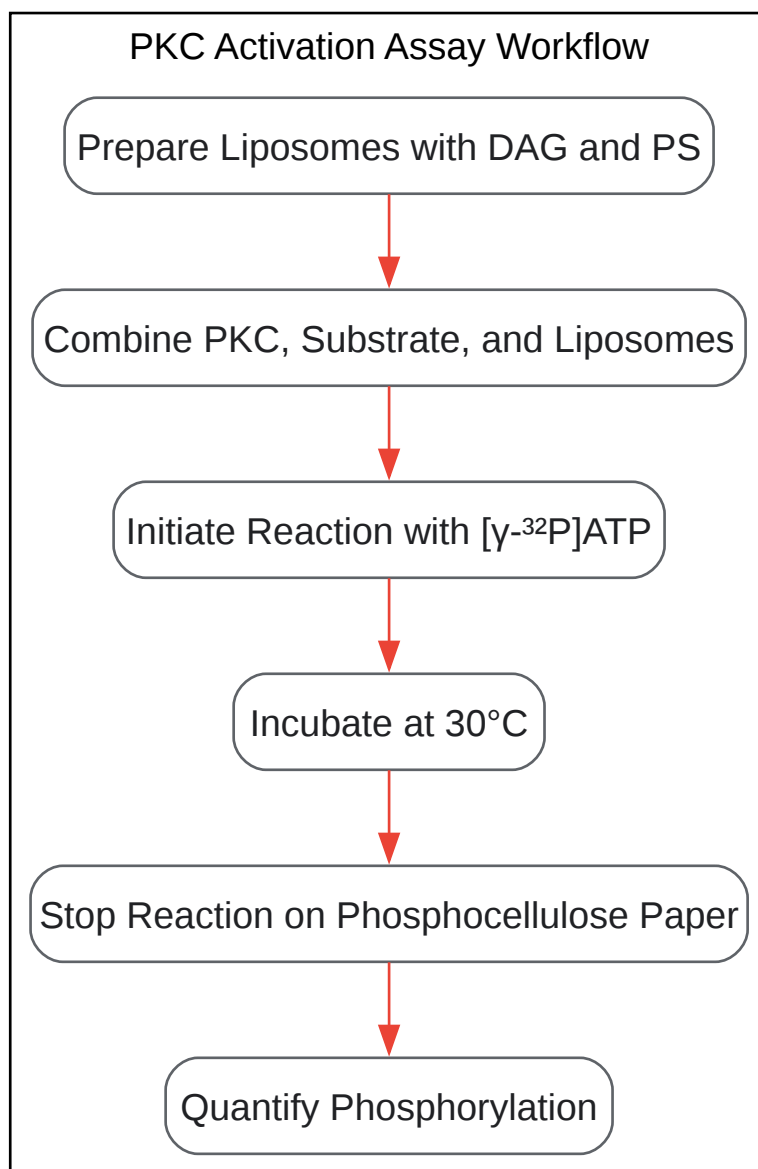 PKC Activation Assay Workflow
Prepare Liposomes with DAG and PS
Combine PKC, Substrate, and Liposomes
Initiate Reaction with [γ-³²P]ATP
Incubate at 30°C
Stop Reaction on Phosphocellulose Paper
Quantify Phosphorylation